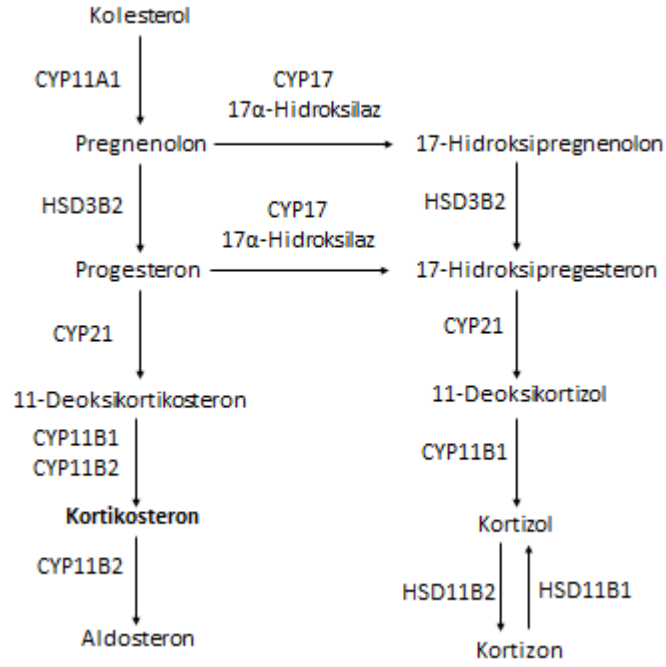 Kolesterol
CYP11A1
CYP17
17α-Hidroksilaz
Pregnenolon
17-Hidroksipregnenolon
HSD3B2
HSD3B2
CYP17
17α-Hidroksilaz
Progesteron
17-Hidroksipregesteron
CYP21
CYP21
11-Deoksikortikosteron
11-Deoksikortizol
CYP11B1
CYP11B2
CYP11B1
Kortikosteron
Kortizol
CYP11B2
HSD11B2
HSD11B1
Aldosteron
Kortizon